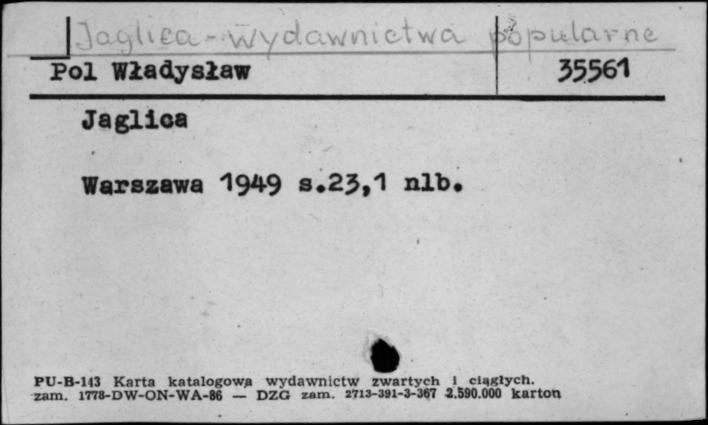 Jaglica - wydawnictwa popularne
Pol Władysław 35561
Jaglica
Warszawa 1949 s.23,1 nlb.
PU-B-143 Karta katalogowa wydawnictw zwartych i ciągłych.
zam. 1778-DW-ON-WA-86 — DZG zam. 2713-391-3-367 2.590.000 karton